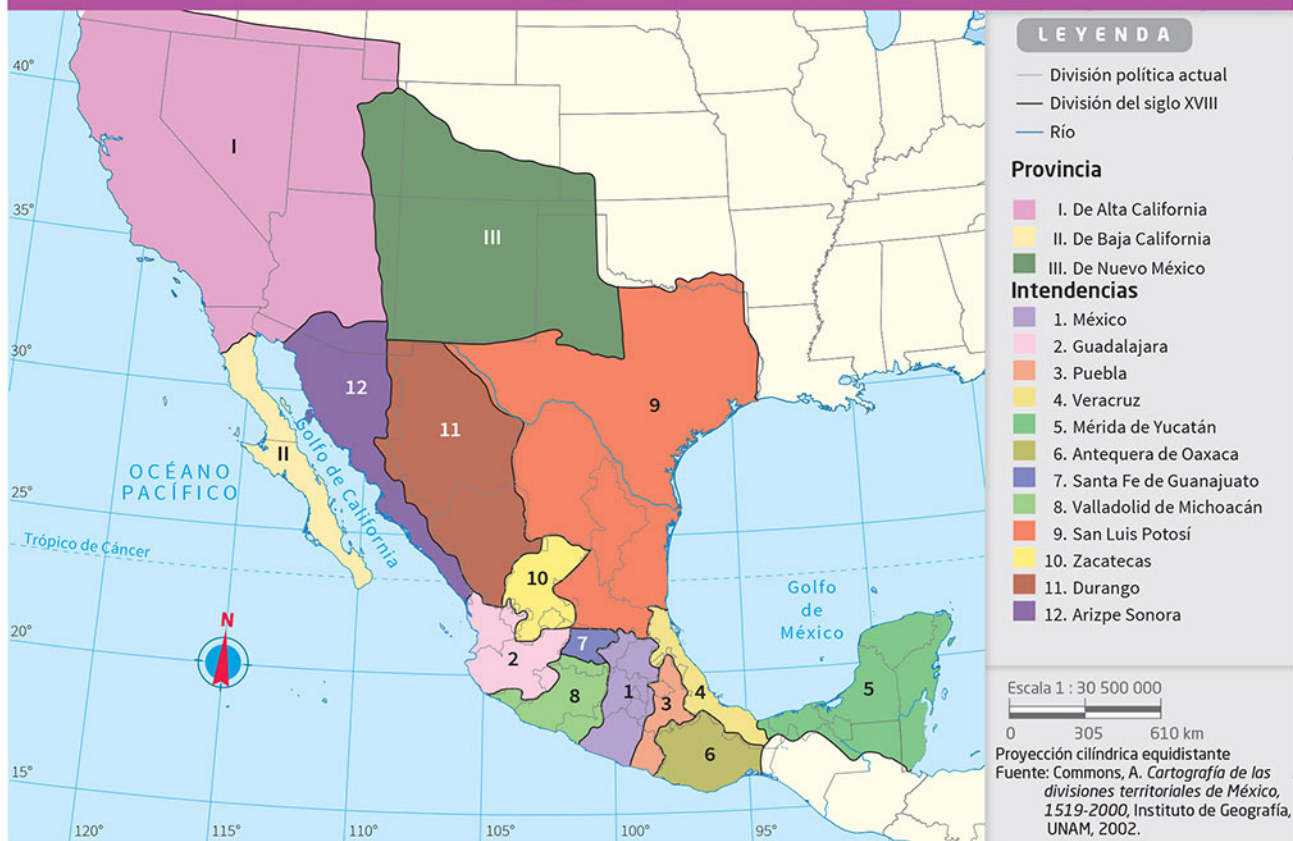 40°
35°
30°
25°
20°
15°
120°
115°
110°
105°
100°
95°
I
II
III
12
11
9
10
7
2
8
1
3
4
6
5
OCÉANO
PACÍFICO
Golfo de California
Trópico de Cáncer
Golfo
de
México
N
LEYENDA
División política actual
División del siglo XVIII
Río
Provincia
I. De Alta California
II. De Baja California
III. De Nuevo México
Intendencias
1. México
2. Guadalajara
3. Puebla
4. Veracruz
5. Mérida de Yucatán
6. Antequera de Oaxaca
7. Santa Fe de Guanajuato
8. Valladolid de Michoacán
9. San Luis Potosí
10. Zacatecas
11. Durango
12. Arizpe Sonora
Escala 1 : 30 500 000
0 305 610 km
Proyección cilíndrica equidistante
Fuente: Commons, A. Cartografía de las
divisiones territoriales de México,
1519-2000, Instituto de Geografía,
UNAM, 2002.